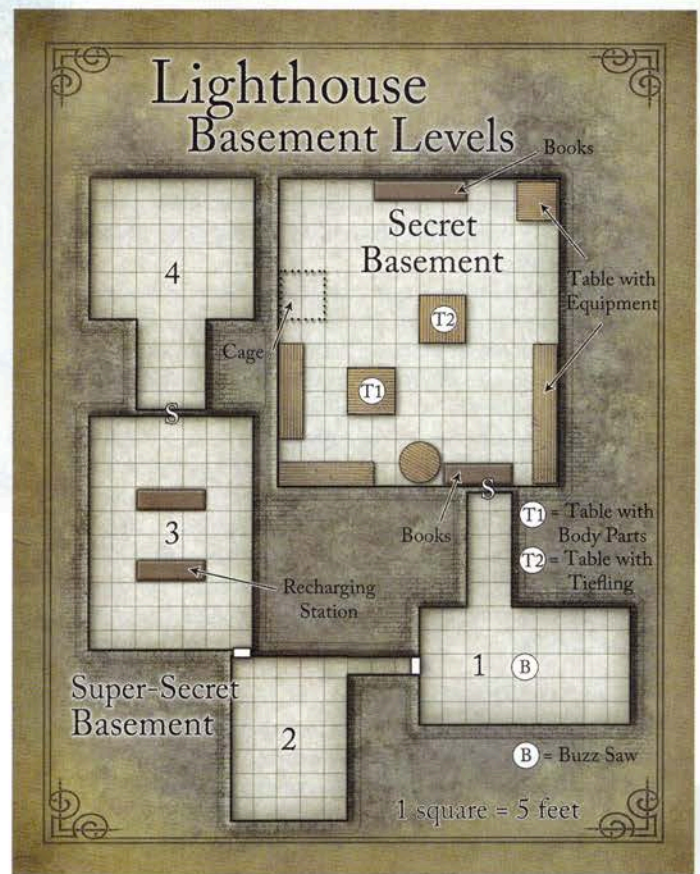 Lighthouse
Basement Levels
Books
Secret
Basement
4
Table with
Equipment
T2
Cage
T1
S
S
3
Books
T1 = Table with
Body Parts
T2 = Table with
Tiefling
Recharging
Station
1
B
Super-Secret
Basement
2
B = Buzz Saw
1 square = 5 feet